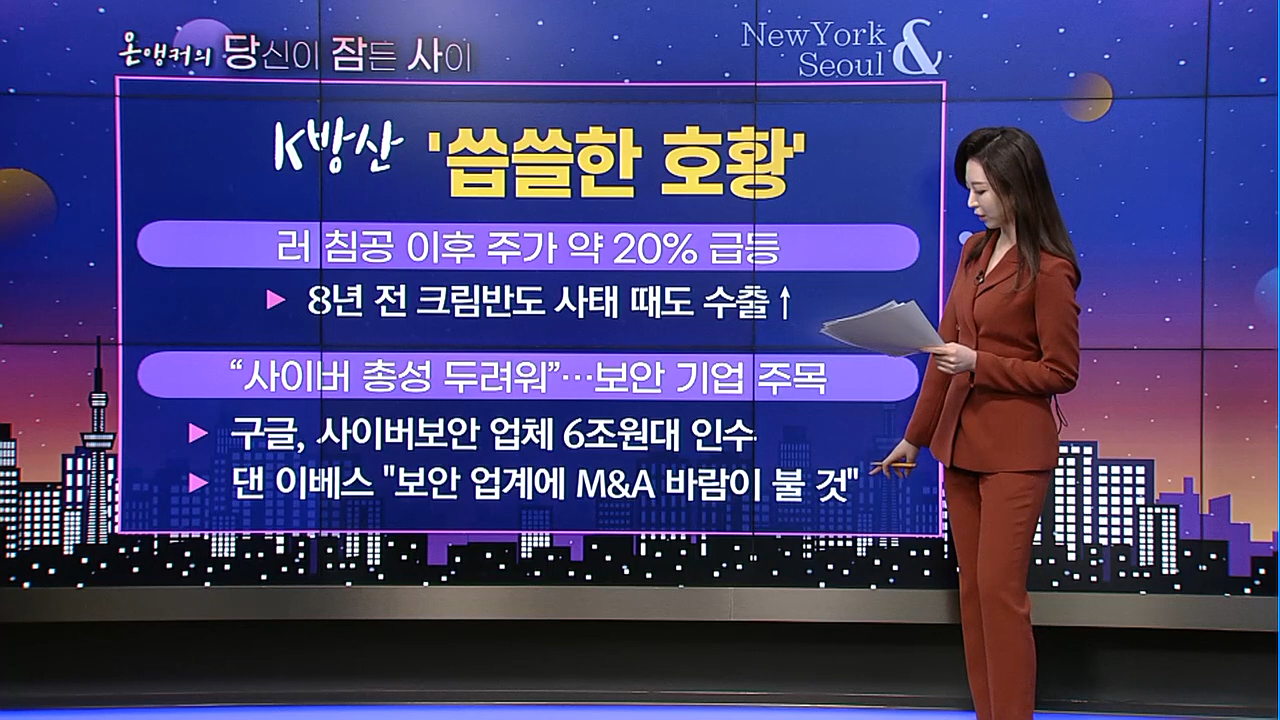 온앵커의 당신이 잠든 사이
NewYork
Seoul &
K방산 '씁쓸한 호황'
러 침공 이후 주가 약 20% 급등
▶ 8년 전 크림반도 사태 때도 수출↑
“사이버 총성 두려워”…보안 기업 주목
▶ 구글, 사이버보안 업체 6조원대 인수
▶ 댄 이베스 "보안 업계에 M&A 바람이 불 것"